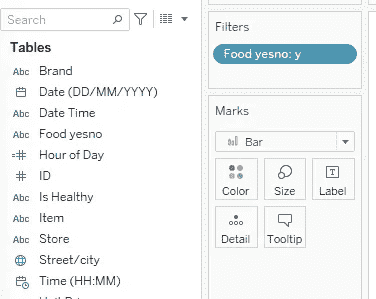 Search
Tables
Abc Brand
Date (DD/MM/YYYY)
Abc Date Time
Abc Food yesno
=# Hour of Day
# ID
Abc Is Healthy
Abc Item
Abc Store
Street/city
Time (HH:MM)
Filters
Food yesno: y
Marks
Bar
Color
Size
T
Label
Detail
Tooltip